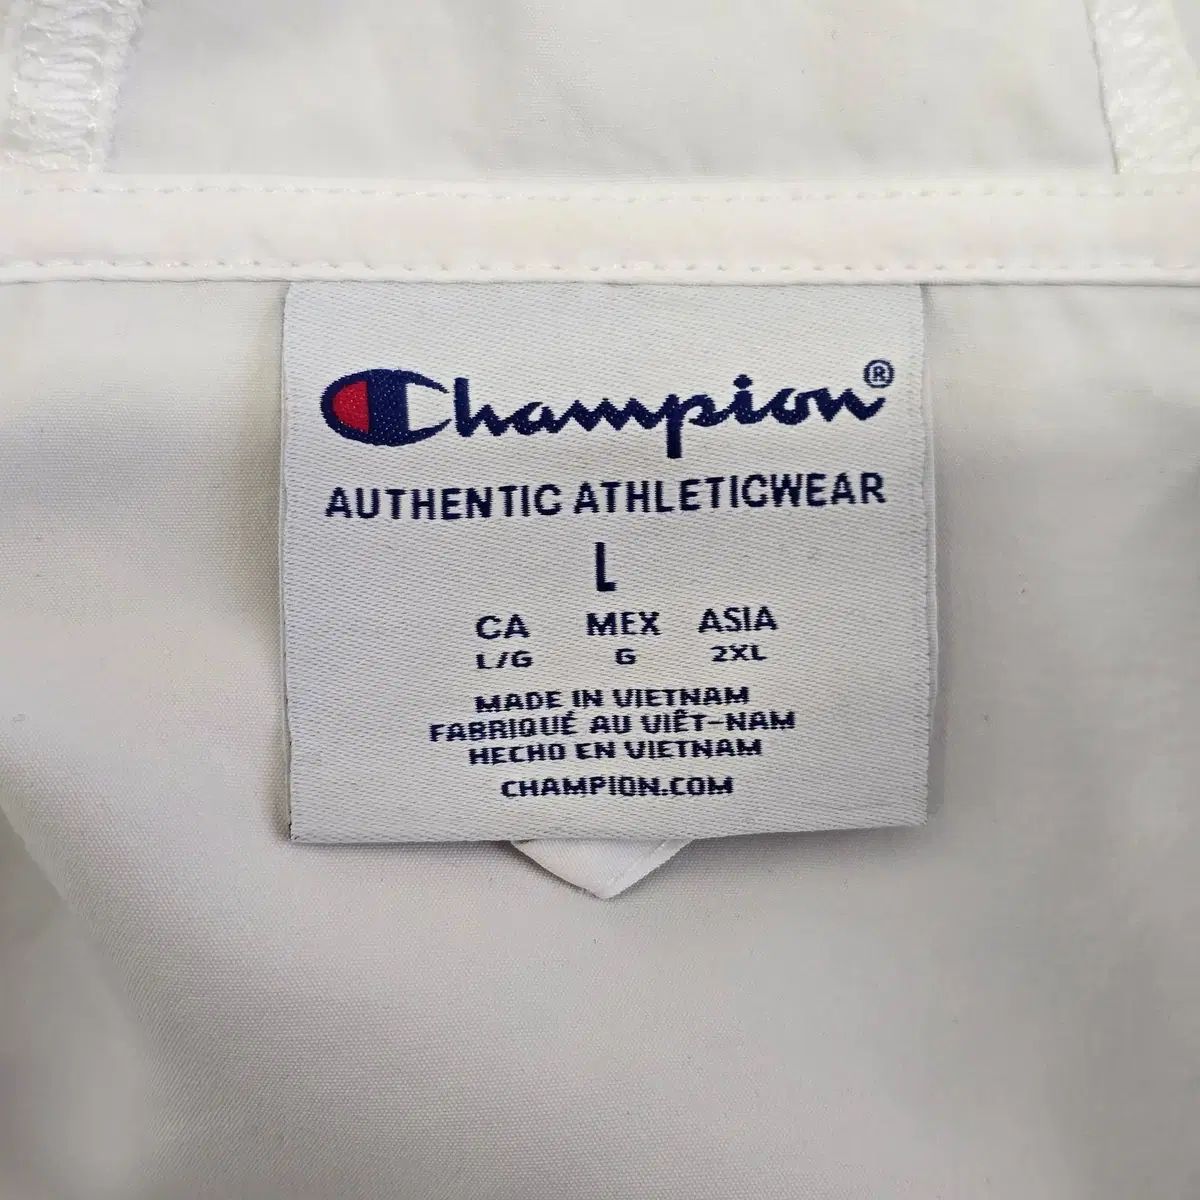 Champion®
AUTHENTIC ATHLETICWEAR
L
CA MEX ASIA
L/G G 2XL
MADE IN VIETNAM
FABRIQUÉ AU VIÊT-NAM
HECHO EN VIETNAM
CHAMPION.COM